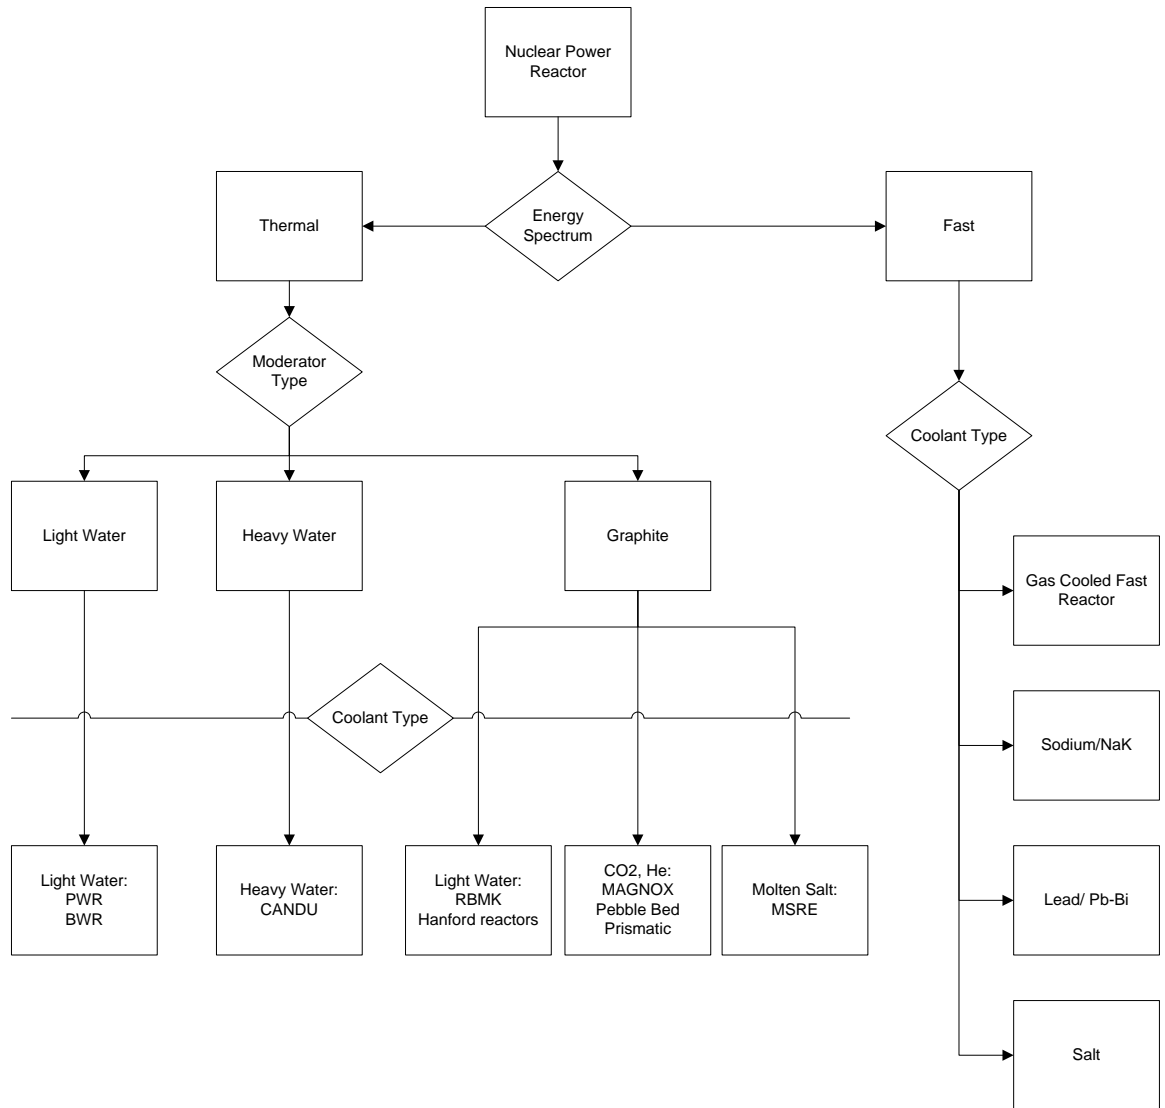 Nuclear Power
Reactor
Thermal
Energy
Spectrum
Fast
Moderator
Type
Coolant Type
Light Water
Heavy Water
Graphite
Gas Cooled Fast
Reactor
Coolant Type
Sodium/NaK
Light Water:
PWR
BWR
Heavy Water:
CANDU
Light Water:
RBMK
Hanford reactors
CO2, He:
MAGNOX
Pebble Bed
Prismatic
Molten Salt:
MSRE
Lead/ Pb-Bi
Salt